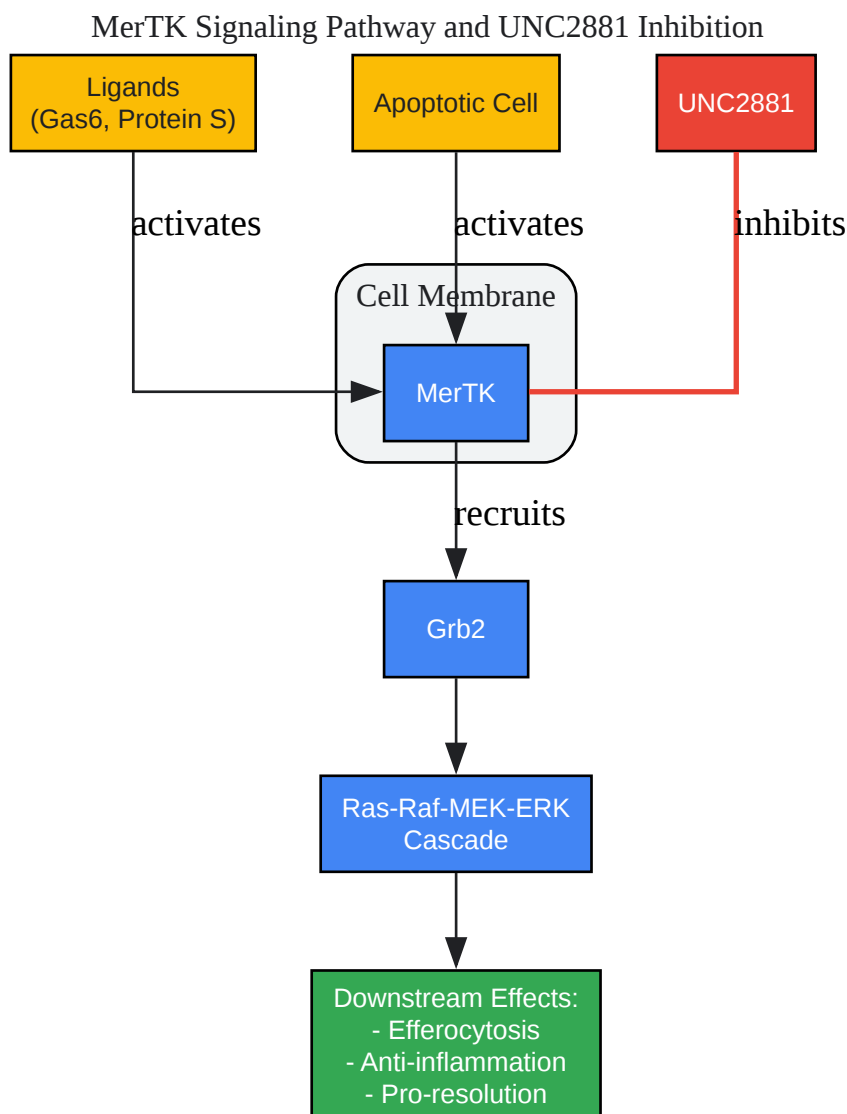 MerTK Signaling Pathway and UNC2881 Inhibition
Ligands
(Gas6, Protein S)
Apoptotic Cell
UNC2881
activates
activates
inhibits
Cell Membrane
MerTK
recruits
Grb2
Ras-Raf-MEK-ERK
Cascade
Downstream Effects:
- Efferocytosis
- Anti-inflammation
- Pro-resolution